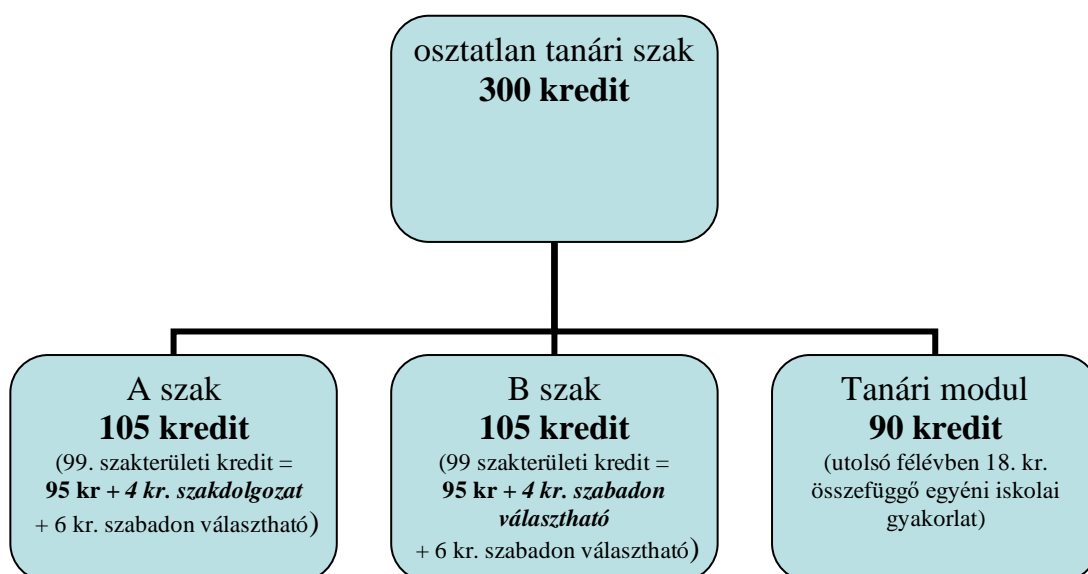 osztatlan tanári szak
300 kredit
A szak
105 kredit
(99. szakterületi kredit =
95 kr + 4 kr. szakdolgozat
+ 6 kr. szabadon választható)
B szak
105 kredit
(99 szakterületi kredit =
95 kr + 4 kr. szabadon
választható
+ 6 kr. szabadon választható)
Tanári modul
90 kredit
(utolsó félévben 18. kr.
összefüggő egyéni iskolai
gyakorlat)